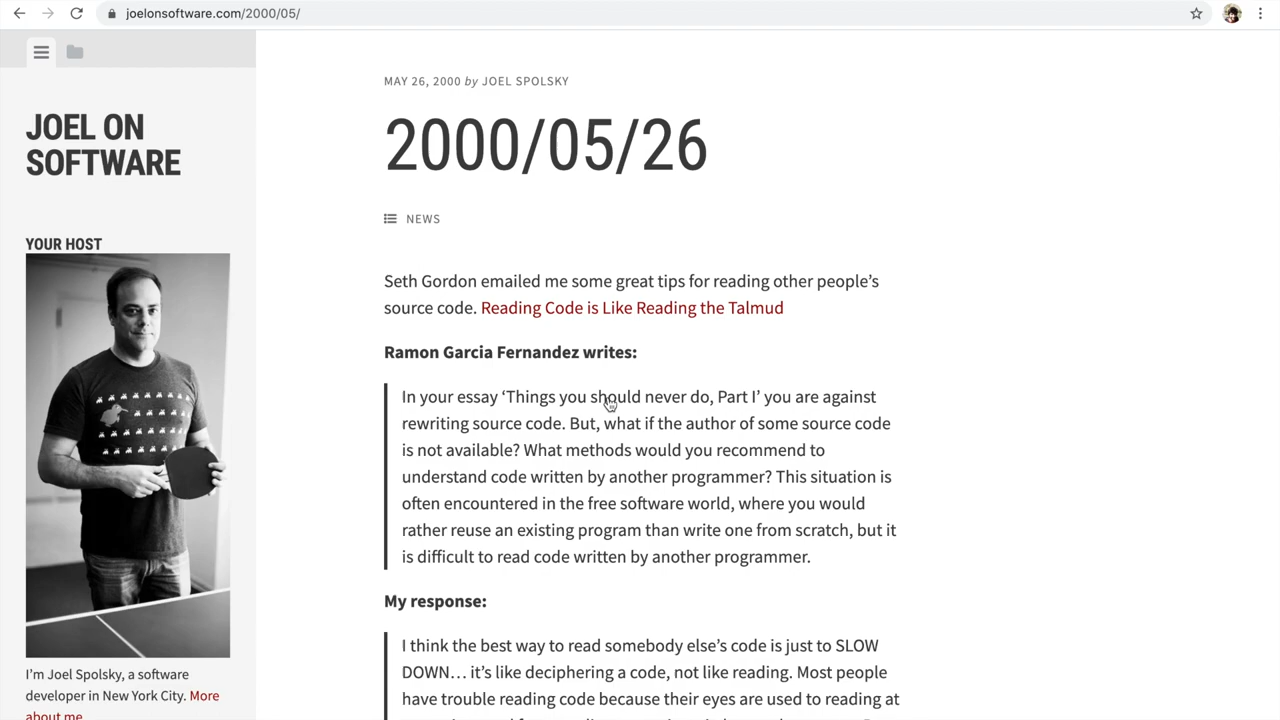 joelonsoftware.com/2000/05/
JOEL ON
SOFTWARE
YOUR HOST
I'm Joel Spolsky, a software
developer in New York City. More
about me
MAY 26, 2000 by JOEL SPOLSKY
2000/05/26
NEWS
Seth Gordon emailed me some great tips for reading other people's
source code. Reading Code is Like Reading the Talmud
Ramon Garcia Fernandez writes:
In your essay ‘Things you should never do, Part I’ you are against
rewriting source code. But, what if the author of some source code
is not available? What methods would you recommend to
understand code written by another programmer? This situation is
often encountered in the free software world, where you would
rather reuse an existing program than write one from scratch, but it
is difficult to read code written by another programmer.
My response:
I think the best way to read somebody else’s code is just to SLOW
DOWN… it’s like deciphering a code, not like reading. Most people
have trouble reading code because their eyes are used to reading at